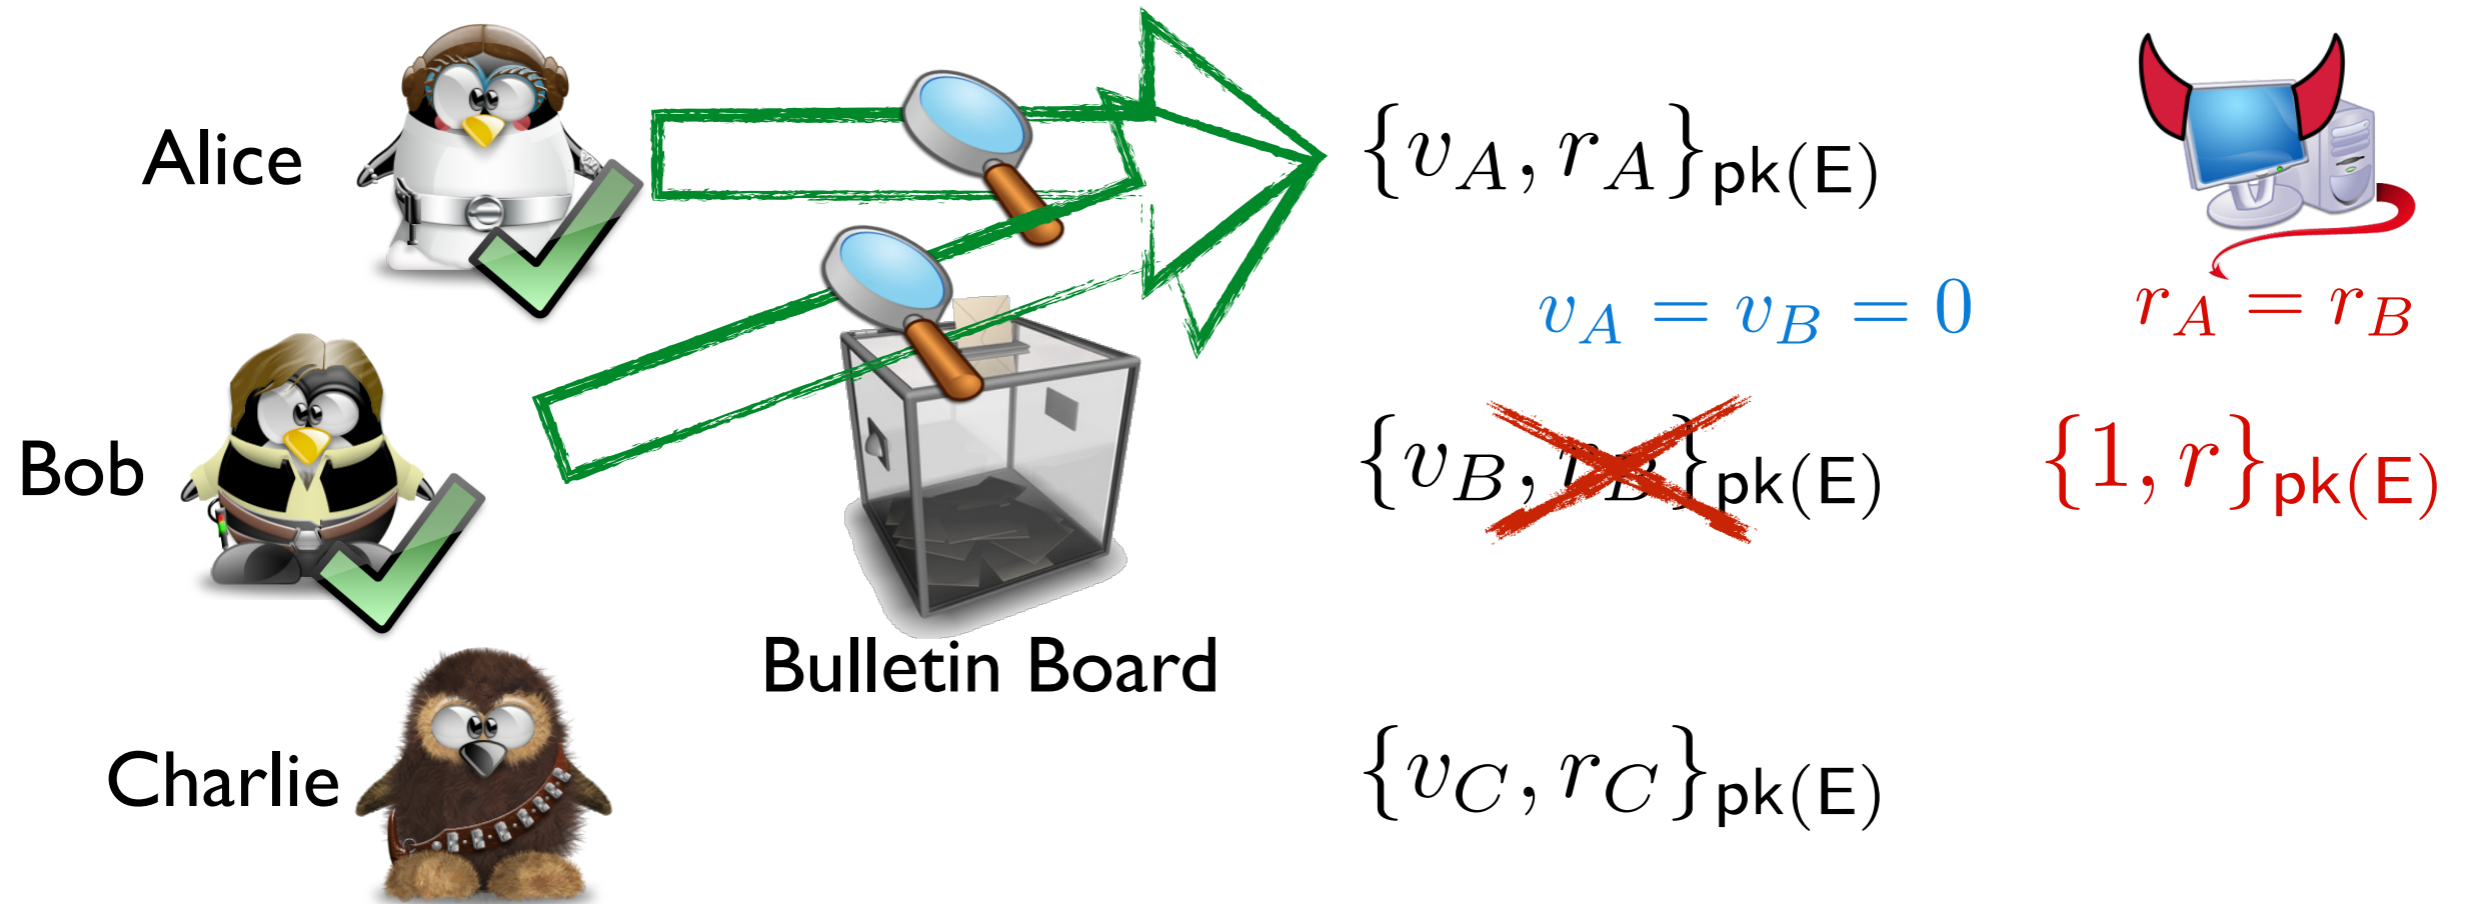 Alice {v_A, r_A}_pk(E)
v_A = v_B = 0 r_A = r_B
Bob {v_B, r_B}_pk(E) {1, r}_pk(E)
Bulletin Board
Charlie {v_C, r_C}_pk(E)